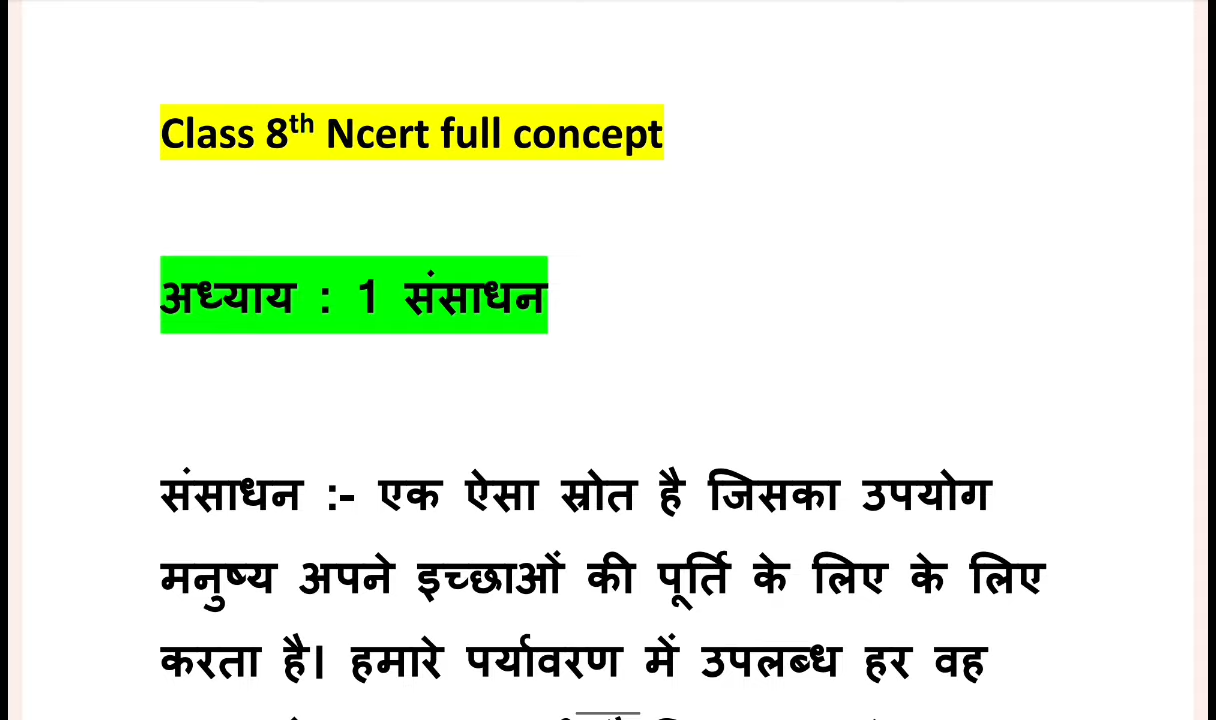 Class 8th Ncert full concept
अध्याय : 1 संसाधन
संसाधन :- एक ऐसा स्रोत है जिसका उपयोग
मनुष्य अपने इच्छाओं की पूर्ति के लिए के लिए
करता है। हमारे पर्यावरण में उपलब्ध हर वह